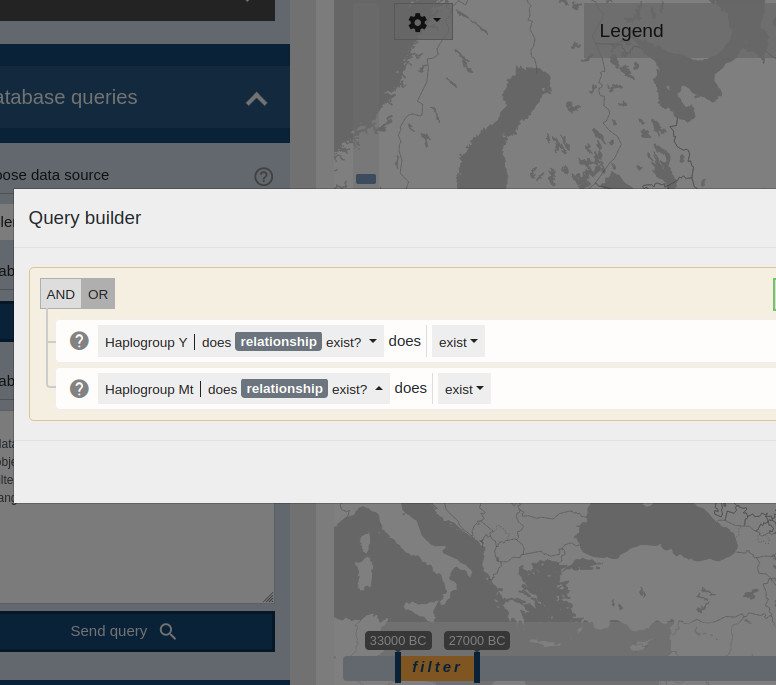 Legend
atabase queries
ose data source
Query builder
AND OR
Haplogroup Y | does relationship exist? does exist
Haplogroup Mt | does relationship exist? does exist
Send query
33000 BC 27000 BC
filter